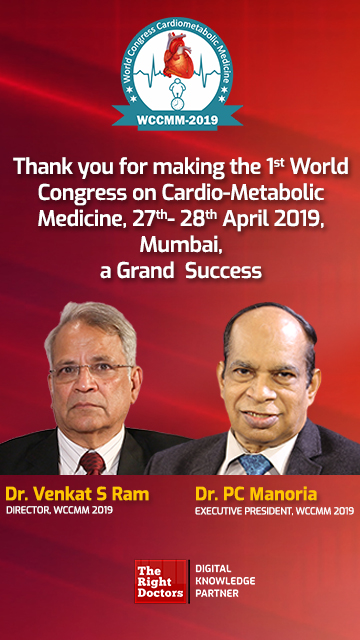 World Congress Cardiometabolic Medicine
WCCMM-2019
Thank you for making the 1st World
Congress on Cardio-Metabolic
Medicine, 27th- 28th April 2019,
Mumbai,
a Grand Success
Dr. Venkat S Ram
DIRECTOR, WCCMM 2019
Dr. PC Manoria
EXECUTIVE PRESIDENT, WCCMM 2019
The
Right
Doctors
DIGITAL
KNOWLEDGE
PARTNER